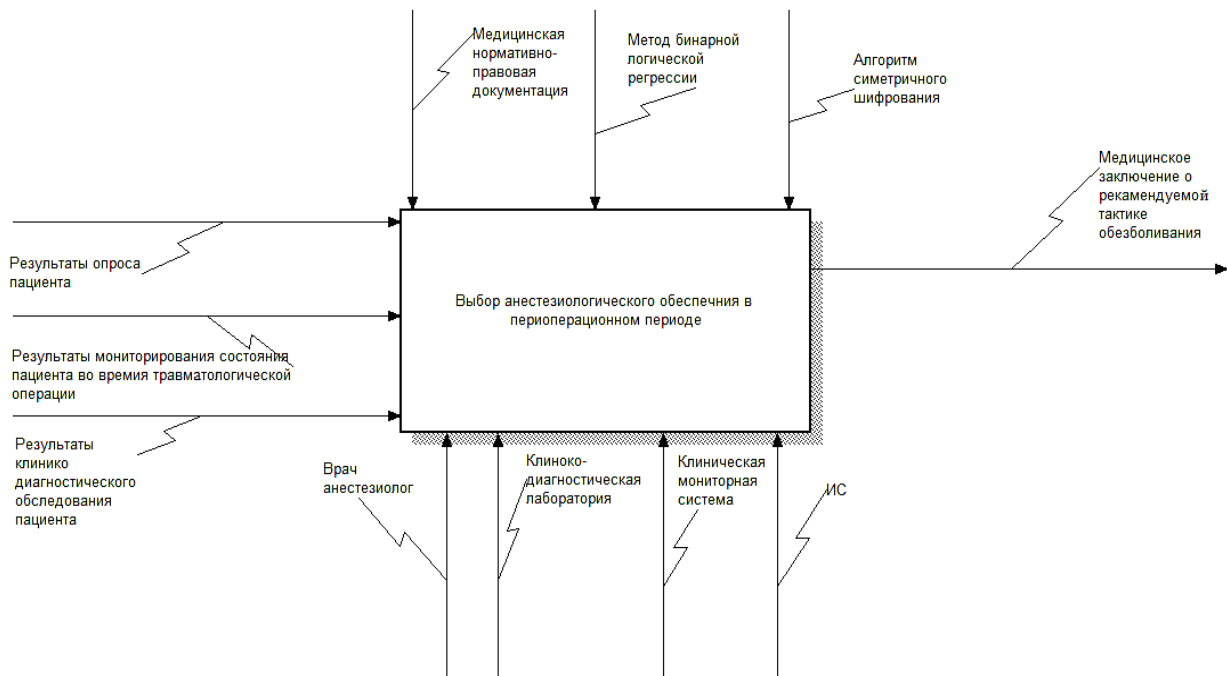 Медицинская
нормативно-
правовая
документация
Метод бинарной
логической
регрессии
Алгоритм
симетричного
шифрования
Медицинское
заключение о
рекамендуемой
тактике
обезболивания
Результаты опроса
пациента
Выбор анестезиологического обеспечния в
периоперационном периоде
Результаты мониторирования состояния
пациента во времия травматологической
операции
Результаты
клинико
диагностического
обследования
пациента
Врач
анестезиолог
Клиноко-
диагностическая
лаборатория
Клиническая
мониторная
система
ИС